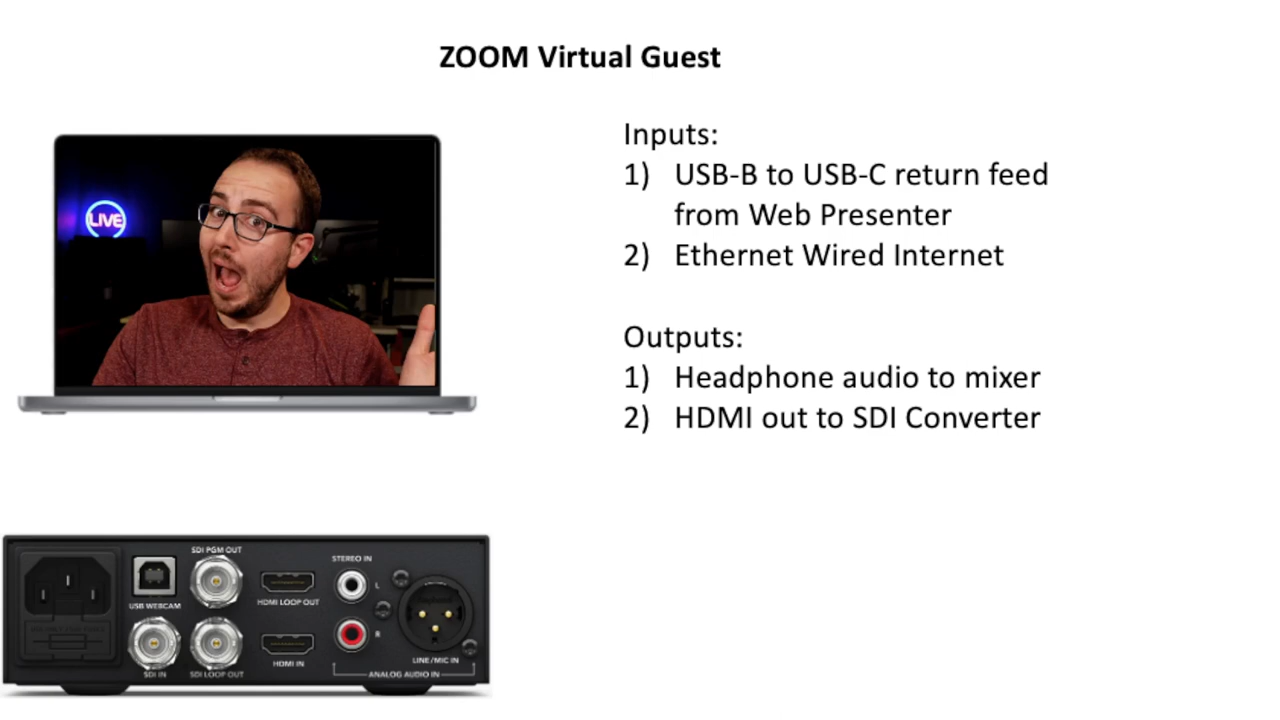 ZOOM Virtual Guest
LIVE
Inputs:
1) USB-B to USB-C return feed
from Web Presenter
2) Ethernet Wired Internet
Outputs:
1) Headphone audio to mixer
2) HDMI out to SDI Converter
SDI PGM OUT
STEREO IN
L
USB WEBCAM
HDMI LOOP OUT
R
LINE/MIC IN
HDMI IN
SDI IN
SDI LOOP OUT
ANALOG AUDIO IN